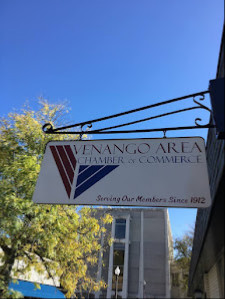 VENANGO AREA
CHAMBER of COMMERCE
Serving Our Members Since 1912